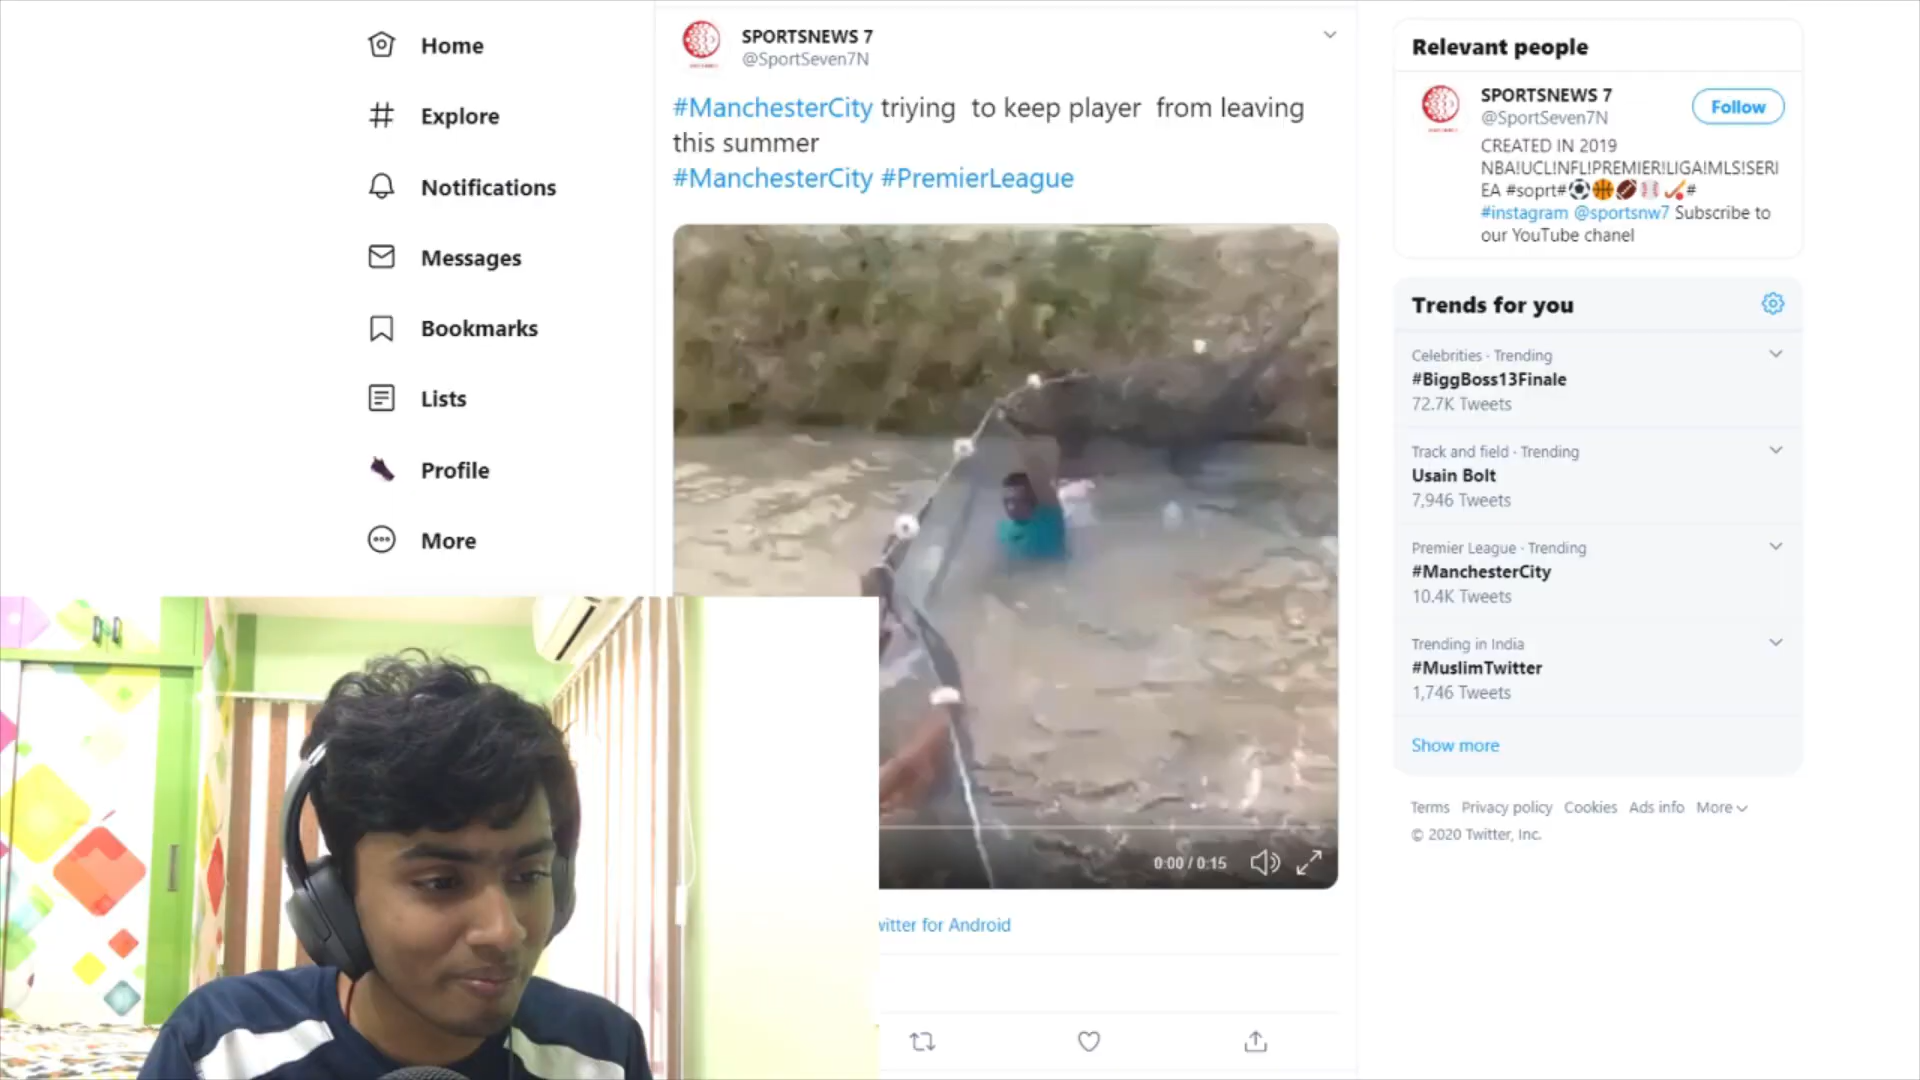 Home
Explore
Notifications
Messages
Bookmarks
Lists
Profile
More
SPORTSNEWS 7
@SportSeven7N
#ManchesterCity triying to keep player from leaving
this summer
#ManchesterCity #PremierLeague
0:00 / 0:15
witter for Android
Relevant people
SPORTSNEWS 7
@SportSeven7N
Follow
CREATED IN 2019
NBA!UCL!NFL!PREMIER!LIGA!MLS!SERI
EA #soprt#⚽🏀🏈⚾🏒#
#instagram @sportsnw7 Subscribe to
our YouTube chanel
Trends for you
Celebrities · Trending
#BiggBoss13Finale
72.7K Tweets
Track and field · Trending
Usain Bolt
7,946 Tweets
Premier League · Trending
#ManchesterCity
10.4K Tweets
Trending in India
#MuslimTwitter
1,746 Tweets
Show more
Terms Privacy policy Cookies Ads info More
© 2020 Twitter, Inc.